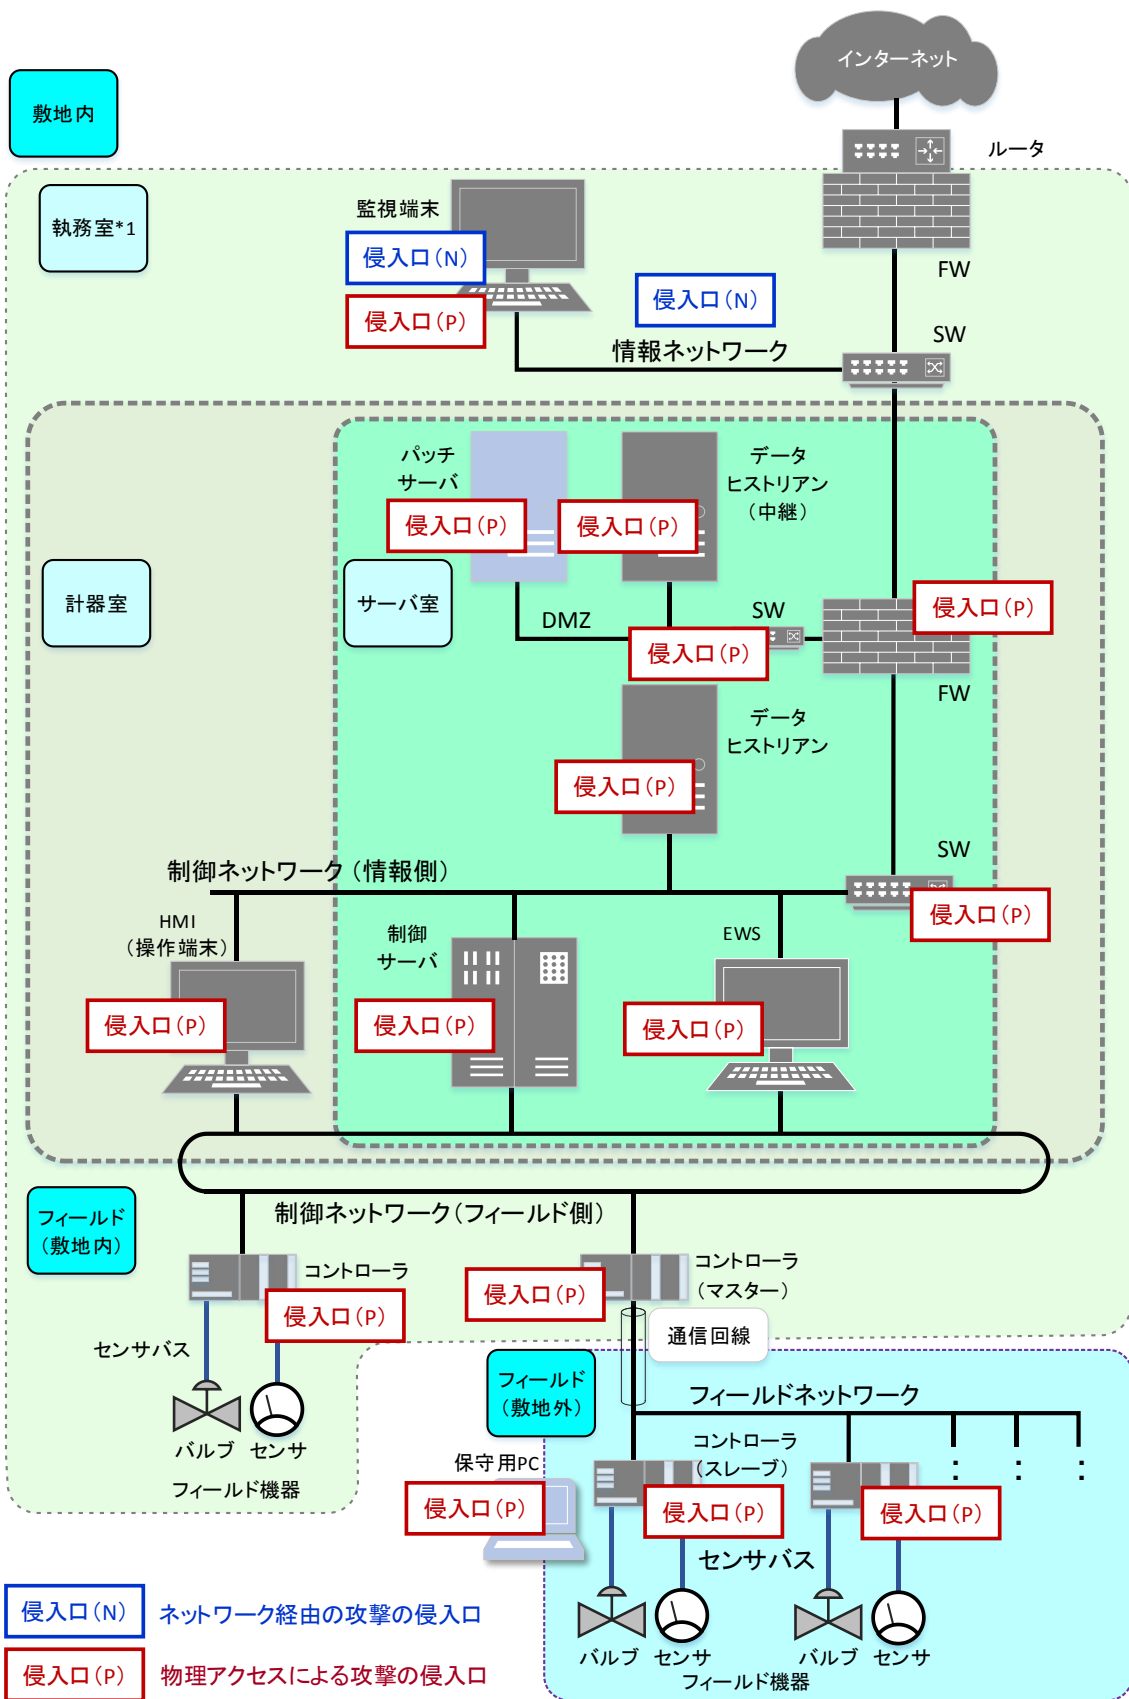 インターネット
敷地内
ルータ
執務室*1
監視端末
侵入口(N)
侵入口(P)
侵入口(N)
FW
SW
情報ネットワーク
パッチ
サーバ
侵入口(P)
データ
ヒストリアン
(中継)
侵入口(P)
計器室
サーバ室
DMZ
SW
侵入口(P)
侵入口(P)
FW
データ
ヒストリアン
侵入口(P)
制御ネットワーク(情報側)
SW
侵入口(P)
HMI
(操作端末)
侵入口(P)
制御
サーバ
侵入口(P)
EWS
侵入口(P)
フィールド
(敷地内)
制御ネットワーク(フィールド側)
コントローラ
侵入口(P)
コントローラ
(マスター)
侵入口(P)
通信回線
センサバス
バルブ
センサ
フィールド機器
フィールド
(敷地外)
フィールドネットワーク
保守用PC
侵入口(P)
コントローラ
(スレーブ)
侵入口(P)
侵入口(P)
:
:
:
センサバス
バルブ
センサ
バルブ
センサ
フィールド機器
侵入口(N)
ネットワーク経由の攻撃の侵入口
侵入口(P)
物理アクセスによる攻撃の侵入口